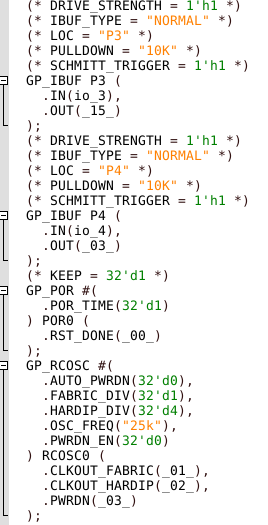 (* DRIVE_STRENGTH = 1'h1 *)
(* IBUF_TYPE = "NORMAL" *)
(* LOC = "P3" *)
(* PULLDOWN = "10K" *)
(* SCHMITT_TRIGGER = 1'h1 *)
GP_IBUF P3 (
.IN(io_3),
.OUT(_15_)
);
(* DRIVE_STRENGTH = 1'h1 *)
(* IBUF_TYPE = "NORMAL" *)
(* LOC = "P4" *)
(* PULLDOWN = "10K" *)
(* SCHMITT_TRIGGER = 1'h1 *)
GP_IBUF P4 (
.IN(io_4),
.OUT(_03_)
);
(* KEEP = 32'd1 *)
GP_POR #(
.POR_TIME(32'd1)
) POR0 (
.RST_DONE(_00_)
);
GP_RCOSC #(
.AUTO_PWRDN(32'd0),
.FABRIC_DIV(32'd1),
.HARDIP_DIV(32'd4),
.OSC_FREQ("25k"),
.PWRDN_EN(32'd0)
) RCOSC0 (
.CLKOUT_FABRIC(_01_),
.CLKOUT_HARDIP(_02_),
.PWRDN(_03_)
);